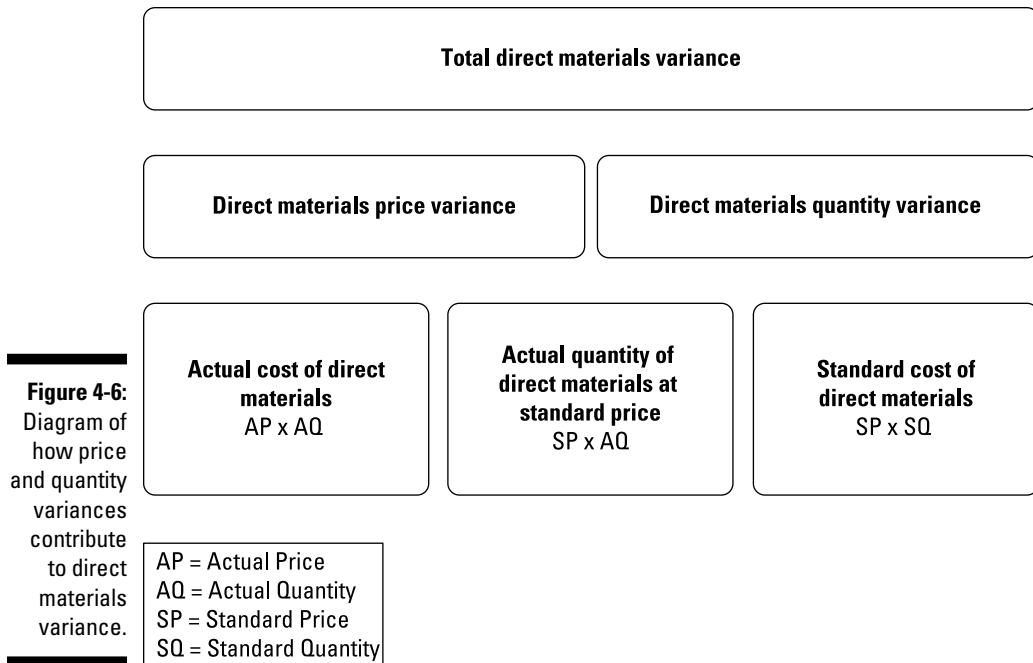 Total direct materials variance
Direct materials price variance
Direct materials quantity variance
Actual cost of direct
materials
AP x AQ
Actual quantity of
direct materials at
standard price
SP x AQ
Standard cost of
direct materials
SP x SQ
Figure 4-6:
Diagram of
how price
and quantity
variances
contribute
to direct
materials
variance.
AP = Actual Price
AQ = Actual Quantity
SP = Standard Price
SQ = Standard Quantity